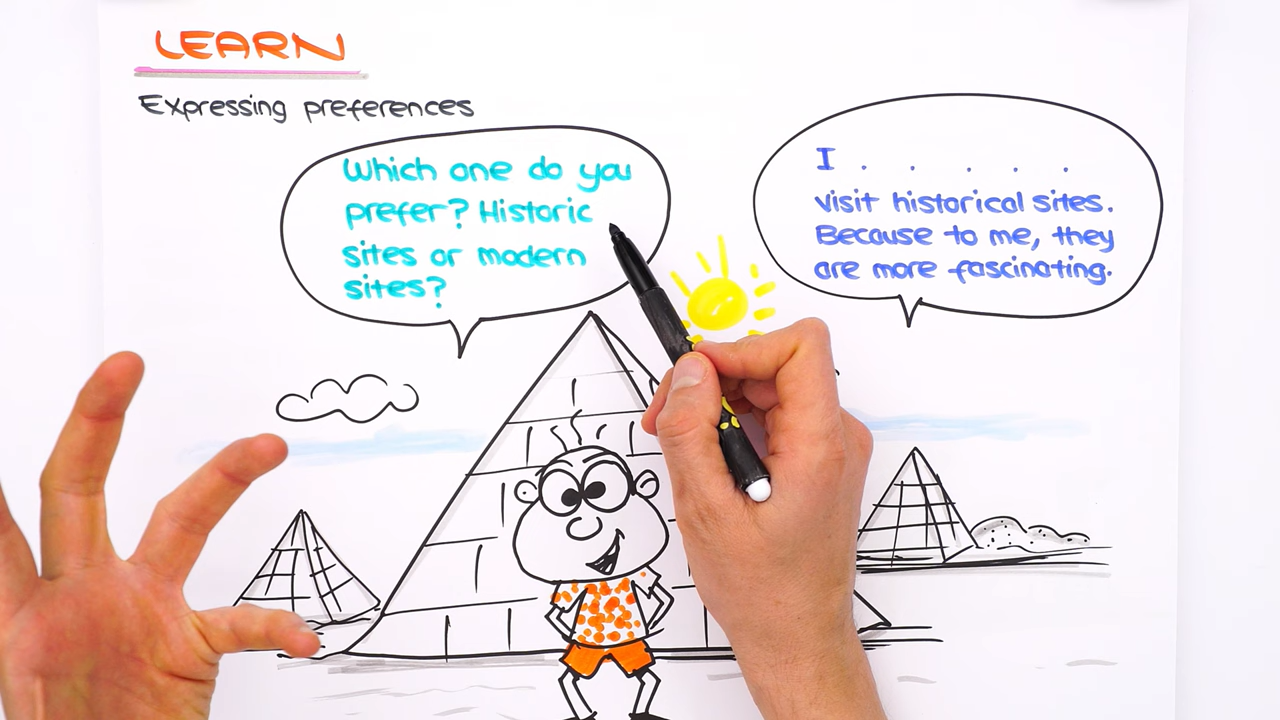 LEARN
Expressing preferences
Which one do you
prefer? Historic
sites or modern
sites?
I . . . . .
visit historical sites.
Because to me, they
are more fascinating.